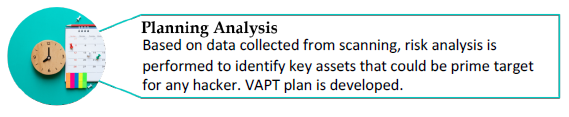 Planning Analysis
Based on data collected from scanning, risk analysis is
performed to identify key assets that could be prime target
for any hacker. VAPT plan is developed.